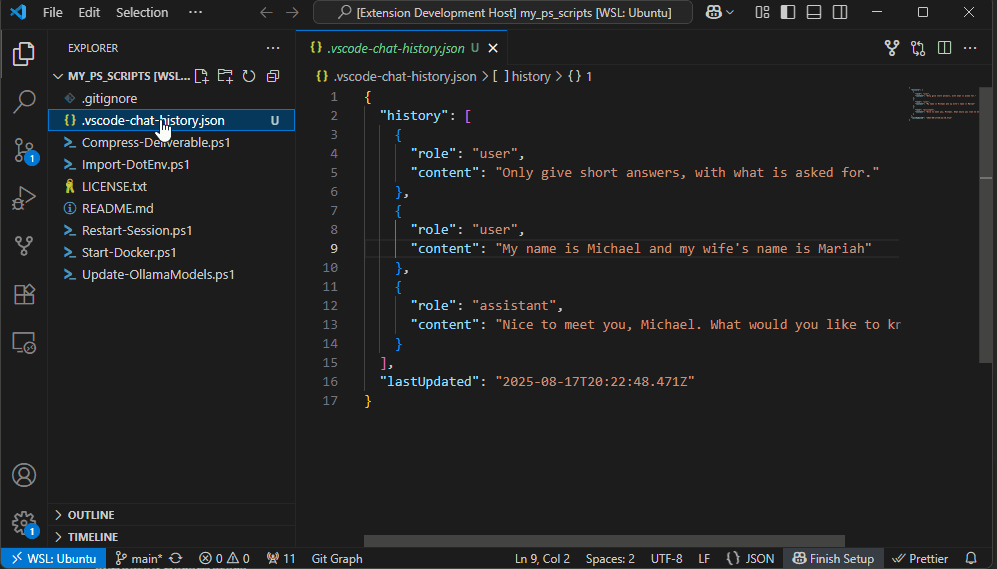 File Edit Selection ··· [Extension Development Host] my_ps_scripts [WSL: Ubuntu]
EXPLORER ···
MY_PS_SCRIPTS [WSL...
.gitignore
{} .vscode-chat-history.json U
Compress-Deliverable.ps1
Import-DotEnv.ps1
LICENSE.txt
README.md
Restart-Session.ps1
Start-Docker.ps1
Update-OllamaModels.ps1
OUTLINE
TIMELINE
1
1
{} .vscode-chat-history.json U
{} .vscode-chat-history.json > [ ] history > {} 1
1 {
2 "history": [
3 {
4 "role": "user",
5 "content": "Only give short answers, with what is asked for."
6 },
7 {
8 "role": "user",
9 "content": "My name is Michael and my wife's name is Mariah"
10 },
11 {
12 "role": "assistant",
13 "content": "Nice to meet you, Michael. What would you like to kn
14 }
15 ],
16 "lastUpdated": "2025-08-17T20:22:48.471Z"
17 }
WSL: Ubuntu main* 0 0 11 Git Graph Ln 9, Col 2 Spaces: 2 UTF-8 LF {} JSON Finish Setup Prettier